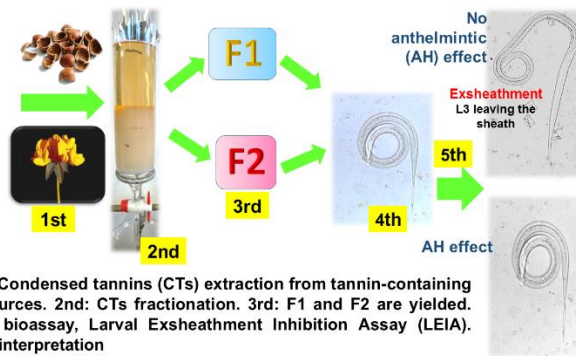 No
anthelmintic
(AH) effect
F1
Exsheathment
L3 leaving the
sheath
5th
F2
1st
3rd
4th
2nd
AH effect
Condensed tannins (CTs) extraction from tannin-containing
urces. 2nd: CTs fractionation. 3rd: F1 and F2 are yielded.
bioassay, Larval Exsheathment Inhibition Assay (LEIA).
interpretation